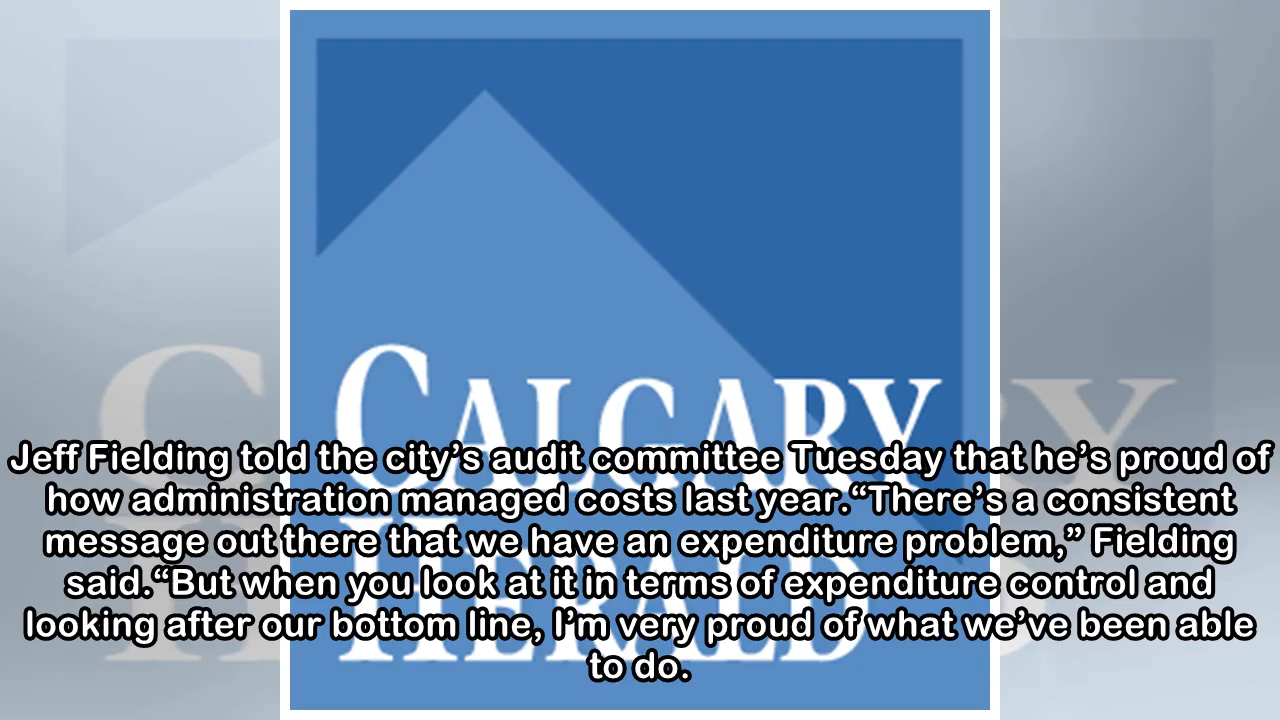 CALGARY
HERALD
Jeff Fielding told the city’s audit committee Tuesday that he’s proud of
how administration managed costs last year.“There’s a consistent
message out there that we have an expenditure problem,” Fielding
said.“But when you look at it in terms of expenditure control and
looking after our bottom line, I’m very proud of what we’ve been able
to do.